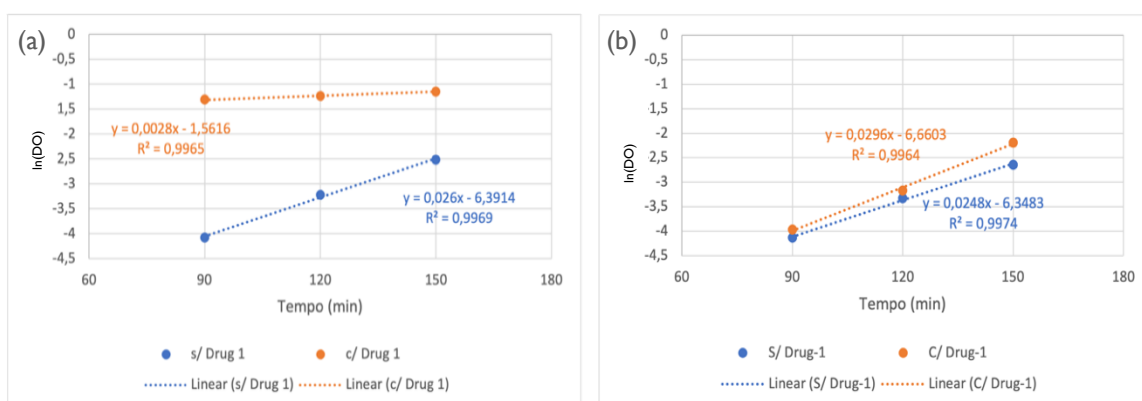 (a)
0
-0,5
-1
1,5
-2
2,5
-3
-3,5
-4
-4,5
ln(DO)
y = 0,0028x - 1,5616
R² = 0,9965
y = 0,026x - 6,3914
R² = 0,9969
60 90 120 150 180
Tempo (min)
s/ Drug 1 c/ Drug 1
Linear (s/ Drug 1) Linear (c/ Drug 1)
(b)
0
-0,5
-1
1,5
-2
2,5
-3
-3,5
-4
-4,5
ln(DO)
y = 0,0296x - 6,6603
R² = 0,9964
y = 0,0248x - 6,3483
R² = 0,9974
60 90 120 150 180
Tempo (min)
S/ Drug-1 C/ Drug-1
Linear (S/ Drug-1) Linear (C/ Drug-1)